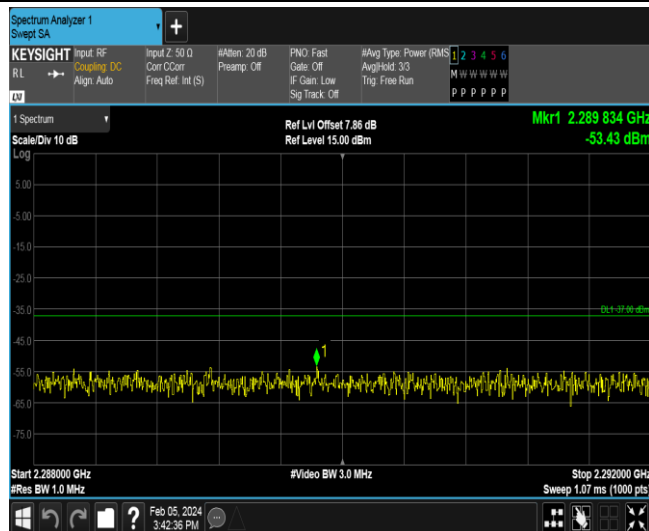 Spectrum Analyzer 1
Swept SA
+
KEYSIGHT
RL
LXI
Input: RF
Coupling: DC
Align: Auto
Input Z: 50 Ω
Corr CCorr
Freq Ref: Int (S)
#Atten: 20 dB
Preamp: Off
PNO: Fast
Gate: Off
IF Gain: Low
Sig Track: Off
#Avg Type: Power (RMS
Avg|Hold: 3/3
Trig: Free Run
1 2 3 4 5 6
M W W W W W
P P P P P P
1 Spectrum
Scale/Div 10 dB
Ref Lvl Offset 7.86 dB
Ref Level 15.00 dBm
Mkr1 2.289 834 GHz
-53.43 dBm
Log
5.00
-5.00
-15.0
-25.0
-35.0
DL1 -37.00 dBm
-45.0
1
-55.0
-65.0
-75.0
Start 2.288000 GHz
#Video BW 3.0 MHz
Stop 2.292000 GHz
#Res BW 1.0 MHz
Sweep 1.07 ms (1000 pts)
?
Feb 05, 2024
3:42:36 PM